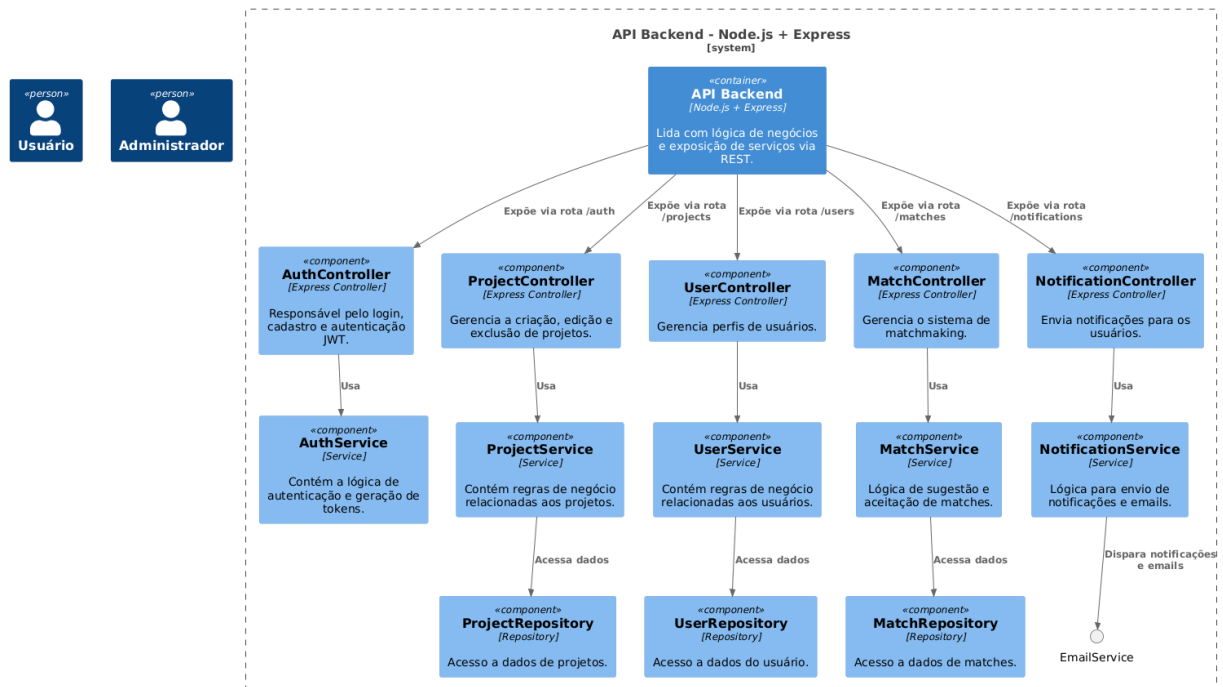 API Backend - Node.js + Express
[system]
«person»
Usuário
«person»
Administrador
«container»
API Backend
[Node.js + Express]
Lida com lógica de negócios
e exposição de serviços via
REST.
Expõe via rota /auth
Expõe via rota
/projects
Expõe via rota /users
Expõe via rota
/matches
Expõe via rota
/notifications
«component»
AuthController
[Express Controller]
Responsável pelo login,
cadastro e autenticação
JWT.
«component»
ProjectController
[Express Controller]
Gerencia a criação, edição e
exclusão de projetos.
«component»
UserController
[Express Controller]
Gerencia perfis de usuários.
«component»
MatchController
[Express Controller]
Gerencia o sistema de
matchmaking.
«component»
NotificationController
[Express Controller]
Envia notificações para os
usuários.
Usa
Usa
Usa
Usa
Usa
«component»
AuthService
[Service]
Contém a lógica de
autenticação e geração de
tokens.
«component»
ProjectService
[Service]
Contém regras de negócio
relacionadas aos projetos.
«component»
UserService
[Service]
Contém regras de negócio
relacionadas aos usuários.
«component»
MatchService
[Service]
Lógica de sugestão e
aceitação de matches.
«component»
NotificationService
[Service]
Lógica para envio de
notificações e emails.
Acessa dados
Acessa dados
Acessa dados
Dispara notificações
e emails
«component»
ProjectRepository
[Repository]
Acesso a dados de projetos.
«component»
UserRepository
[Repository]
Acesso a dados do usuário.
«component»
MatchRepository
[Repository]
Acesso a dados de matches.
EmailService